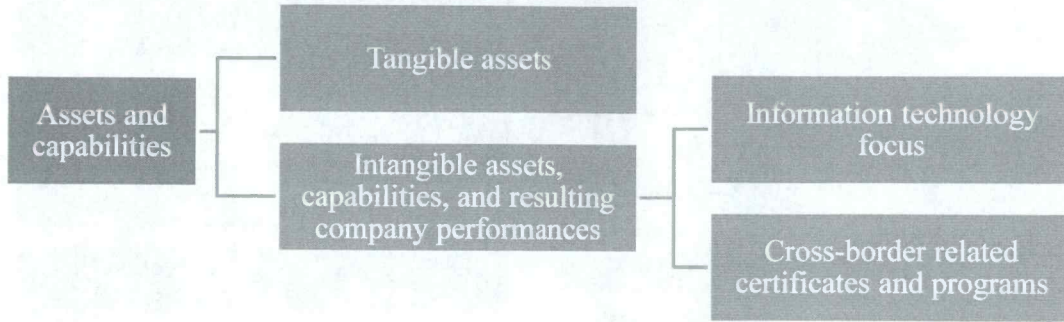 Assets and
capabilities
Tangible assets
Intangible assets,
capabilities, and resulting
company performances
Information technology
focus
Cross-border related
certificates and programs